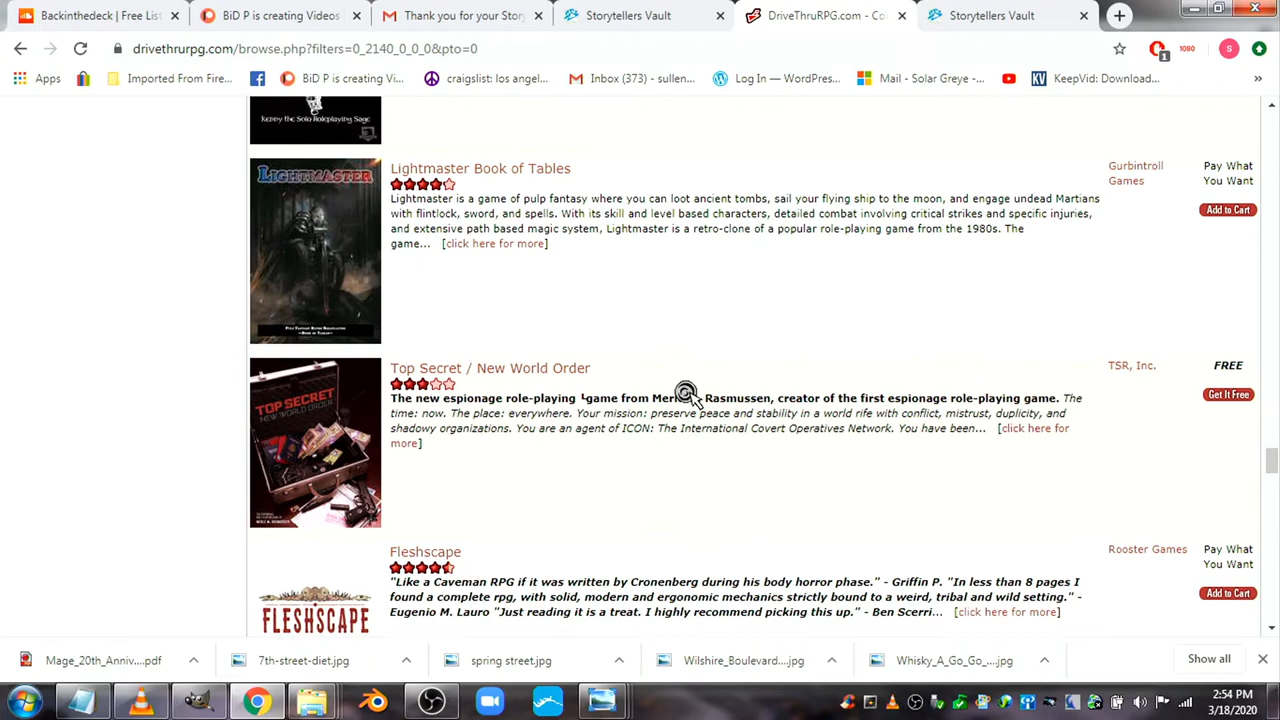 Backinthedeck | Free List
BiD P is creating Videos
Thank you for your Story
Storytellers Vault
DriveThruRPG.com - Co
Storytellers Vault
drivethrurpg.com/browse.php?filters=0_2140_0_0_0&pto=0
1
1080
S
Apps
Imported From Fire...
BiD P is creating Vi...
craigslist: los angel...
Inbox (373) - sullen...
Log In — WordPress...
Mail - Solar Greye -...
KeepVid: Download...
»
Kenny the Solo Roleplaying Sage
LIGHTMASTER
Lightmaster Book of Tables
Gurbintroll Games
Pay What You Want
Lightmaster is a game of pulp fantasy where you can loot ancient tombs, sail your flying ship to the moon, and engage undead Martians
with flintlock, sword, and spells. With its skill and level based characters, detailed combat involving critical strikes and specific injuries,
and extensive path based magic system, Lightmaster is a retro-clone of a popular role-playing game from the 1980s. The
game... [click here for more]
Add to Cart
TOP SECRET
NEW WORLD ORDER
Top Secret / New World Order
TSR, Inc.
FREE
The new espionage role-playing game from Mer Rasmussen, creator of the first espionage role-playing game. The
time: now. The place: everywhere. Your mission: preserve peace and stability in a world rife with conflict, mistrust, duplicity, and
shadowy organizations. You are an agent of ICON: The International Covert Operatives Network. You have been... [click here for
more]
Get It Free
FLESHSCAPE
Fleshscape
Rooster Games
Pay What You Want
"Like a Caveman RPG if it was written by Cronenberg during his body horror phase." - Griffin P. "In less than 8 pages I
found a complete rpg, with solid, modern and ergonomic mechanics strictly bound to a weird, tribal and wild setting." -
Eugenio M. Lauro "Just reading it is a treat. I highly recommend picking this up." - Ben Scerri... [click here for more]
Add to Cart
Mage_20th_Anniv....pdf
7th-street-diet.jpg
spring street.jpg
Wilshire_Boulevard....jpg
Whisky_A_Go_Go_....jpg
Show all
2:54 PM
3/18/2020